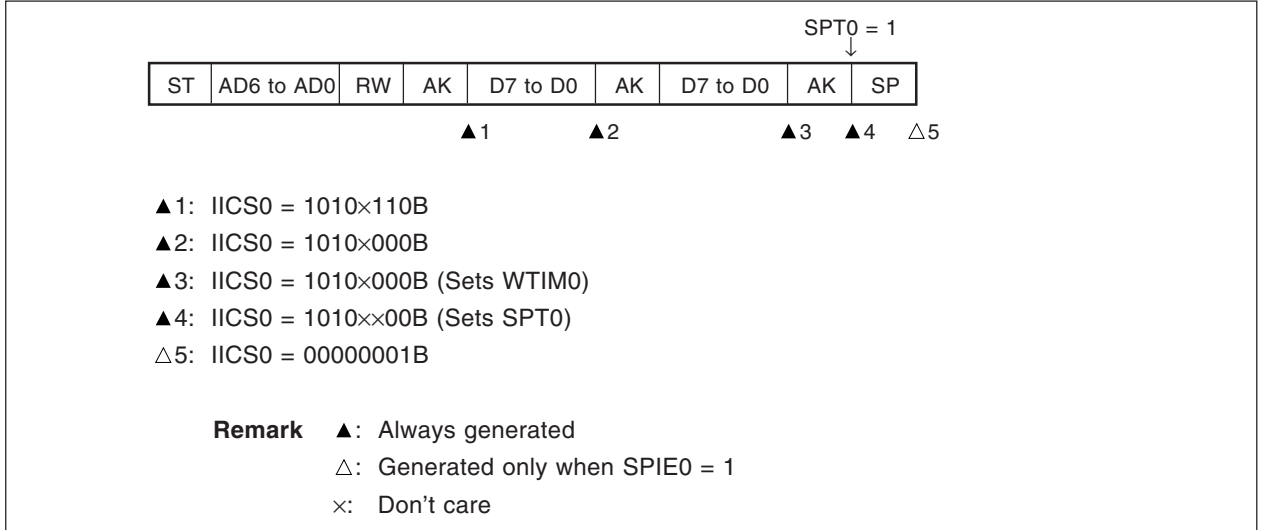 SPT0 = 1
↓
ST AD6 to AD0 RW AK D7 to D0 AK D7 to D0 AK SP
▲1 ▲2 ▲3 ▲4 △5
▲1: IICS0 = 1010×110B
▲2: IICS0 = 1010×000B
▲3: IICS0 = 1010×000B (Sets WTIM0)
▲4: IICS0 = 1010××00B (Sets SPT0)
△5: IICS0 = 00000001B
Remark ▲: Always generated
△: Generated only when SPIE0 = 1
×: Don't care